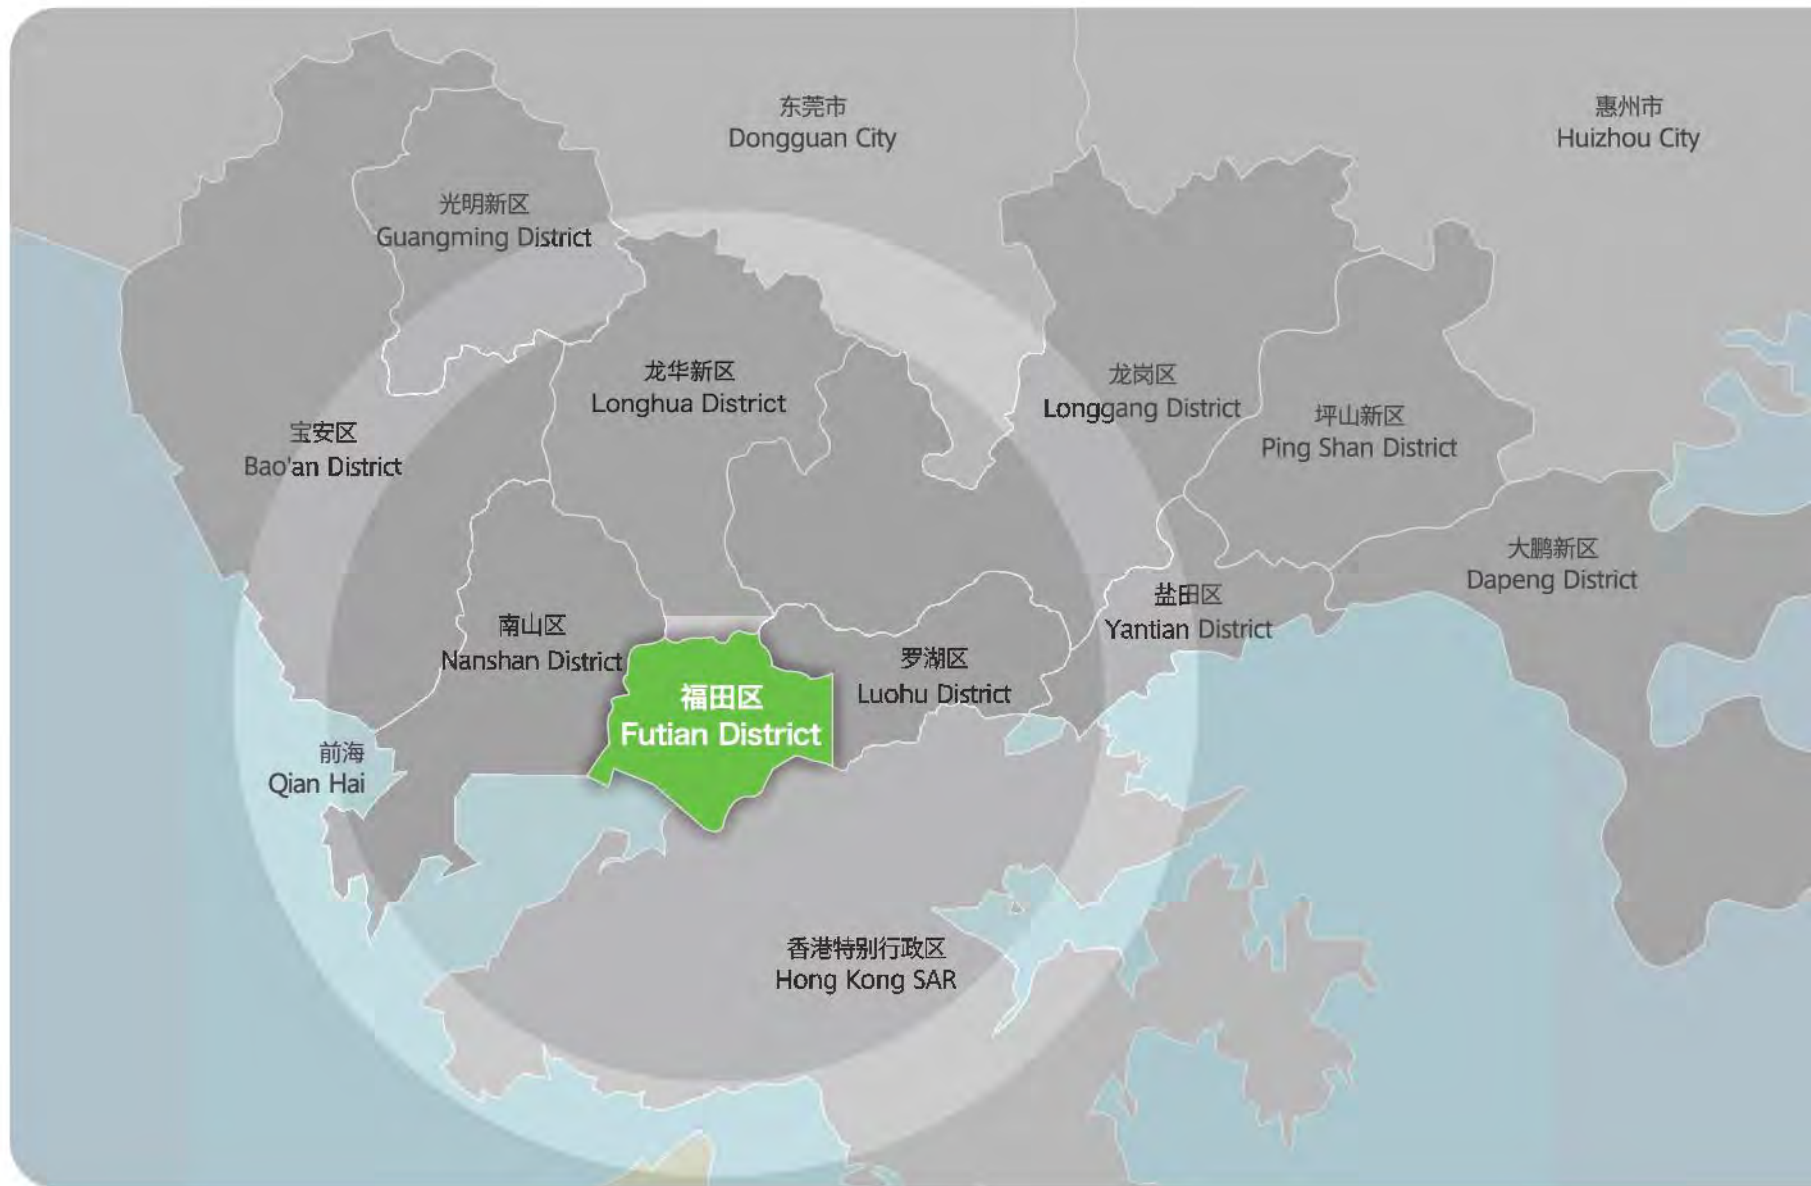 东莞市
Dongguan City
惠州市
Huizhou City
光明新区
Guangming District
龙华新区
Longhua District
龙岗区
Longgang District
坪山新区
Ping Shan District
宝安区
Bao'an District
大鹏新区
Dapeng District
盐田区
Yantian District
南山区
Nanshan District
罗湖区
Luohu District
福田区
Futian District
前海
Qian Hai
香港特别行政区
Hong Kong SAR